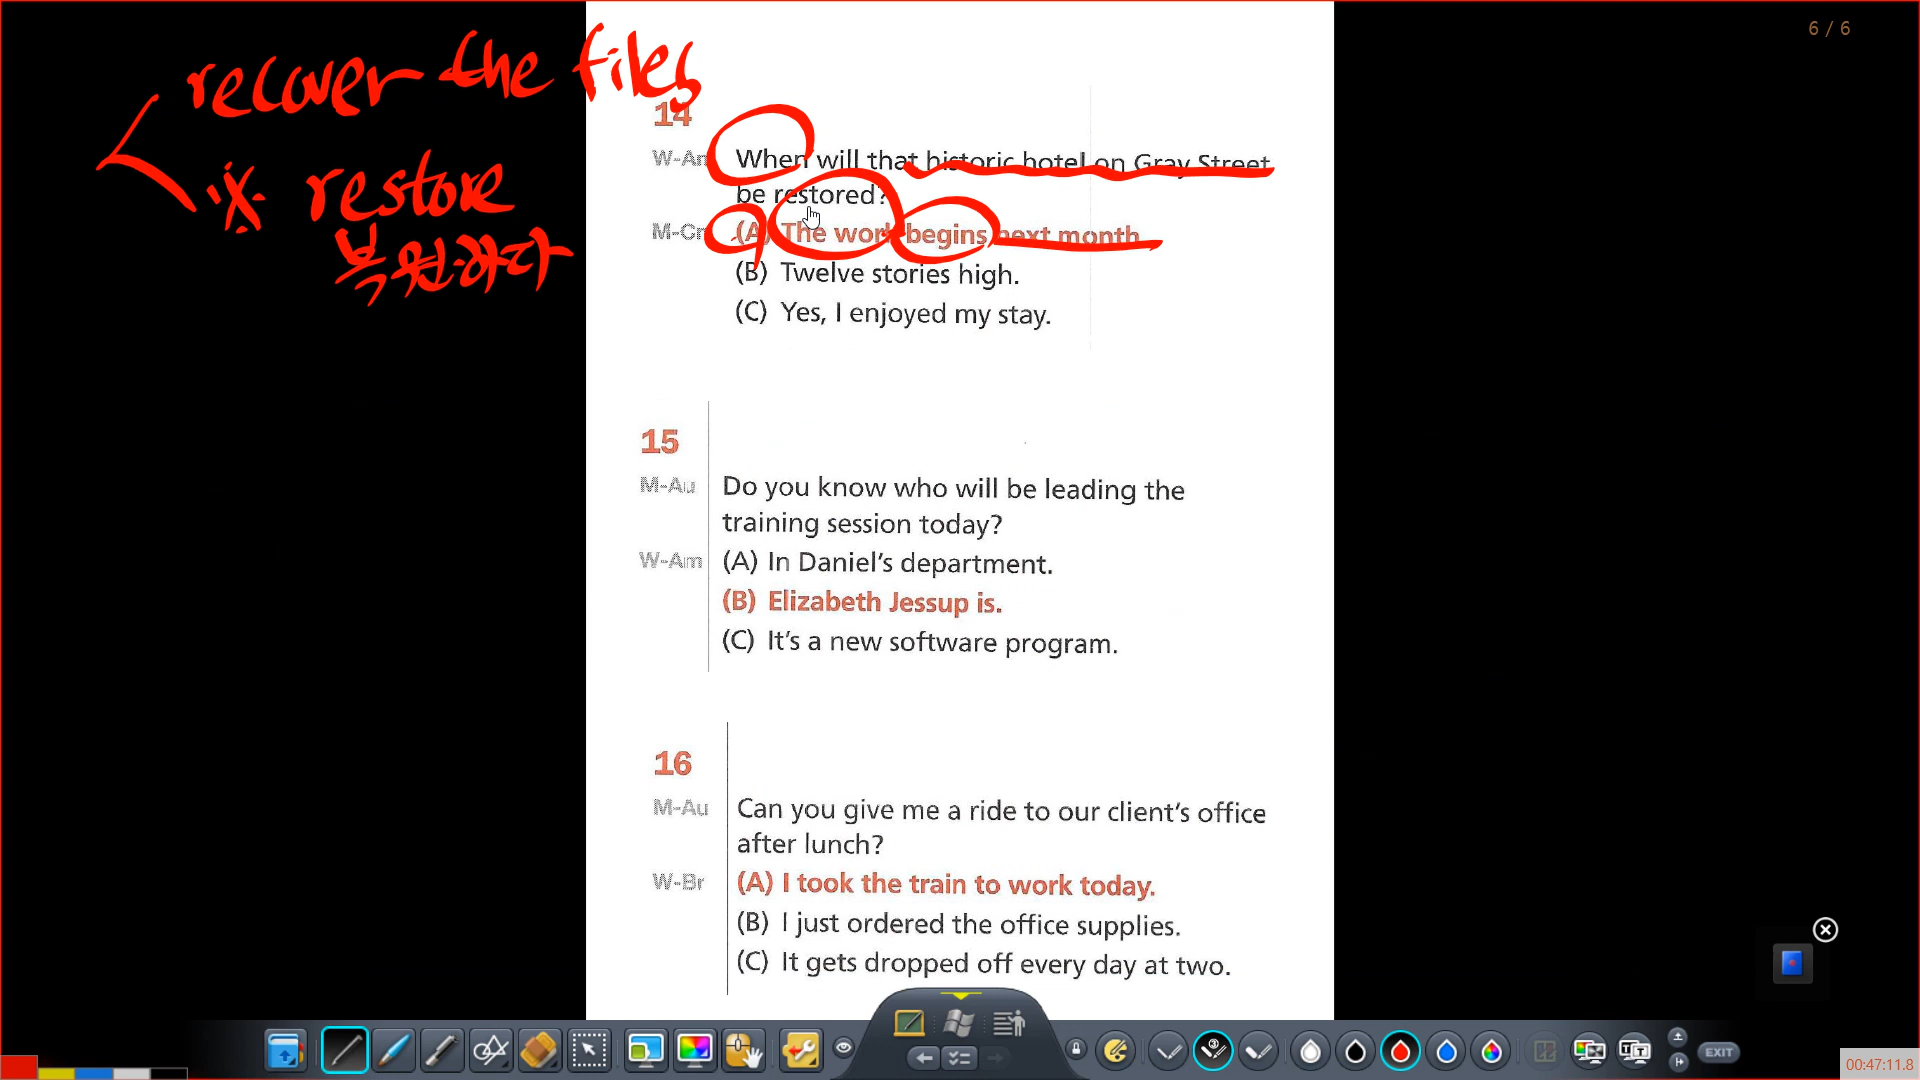 6 / 6
recover the files
※ restore
복원하다
14
W-Am When will that historic hotel on Gray Street
be restored?
M-Cn (A) The work begins next month.
(B) Twelve stories high.
(C) Yes, I enjoyed my stay.
15
M-Au Do you know who will be leading the
training session today?
W-Am (A) In Daniel's department.
(B) Elizabeth Jessup is.
(C) It's a new software program.
16
M-Au Can you give me a ride to our client's office
after lunch?
W-Br (A) I took the train to work today.
(B) I just ordered the office supplies.
(C) It gets dropped off every day at two.
EXIT
00:47:11.8